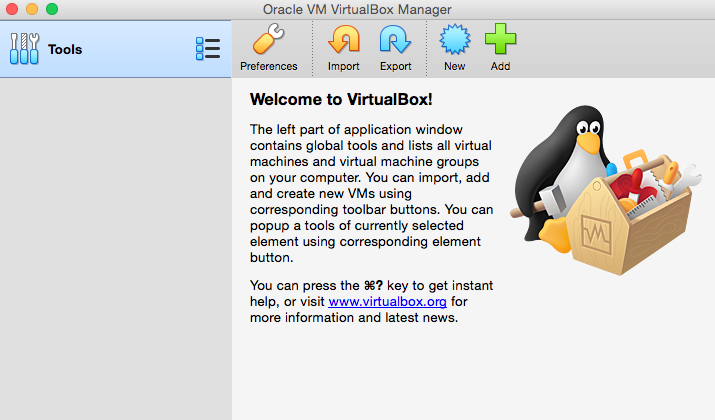 Oracle VM VirtualBox Manager
Tools
Preferences
Import
Export
New
Add
Welcome to VirtualBox!
The left part of application window
contains global tools and lists all virtual
machines and virtual machine groups
on your computer. You can import, add
and create new VMs using
corresponding toolbar buttons. You can
popup a tools of currently selected
element using corresponding element
button.
You can press the ⌘? key to get instant
help, or visit www.virtualbox.org for
more information and latest news.